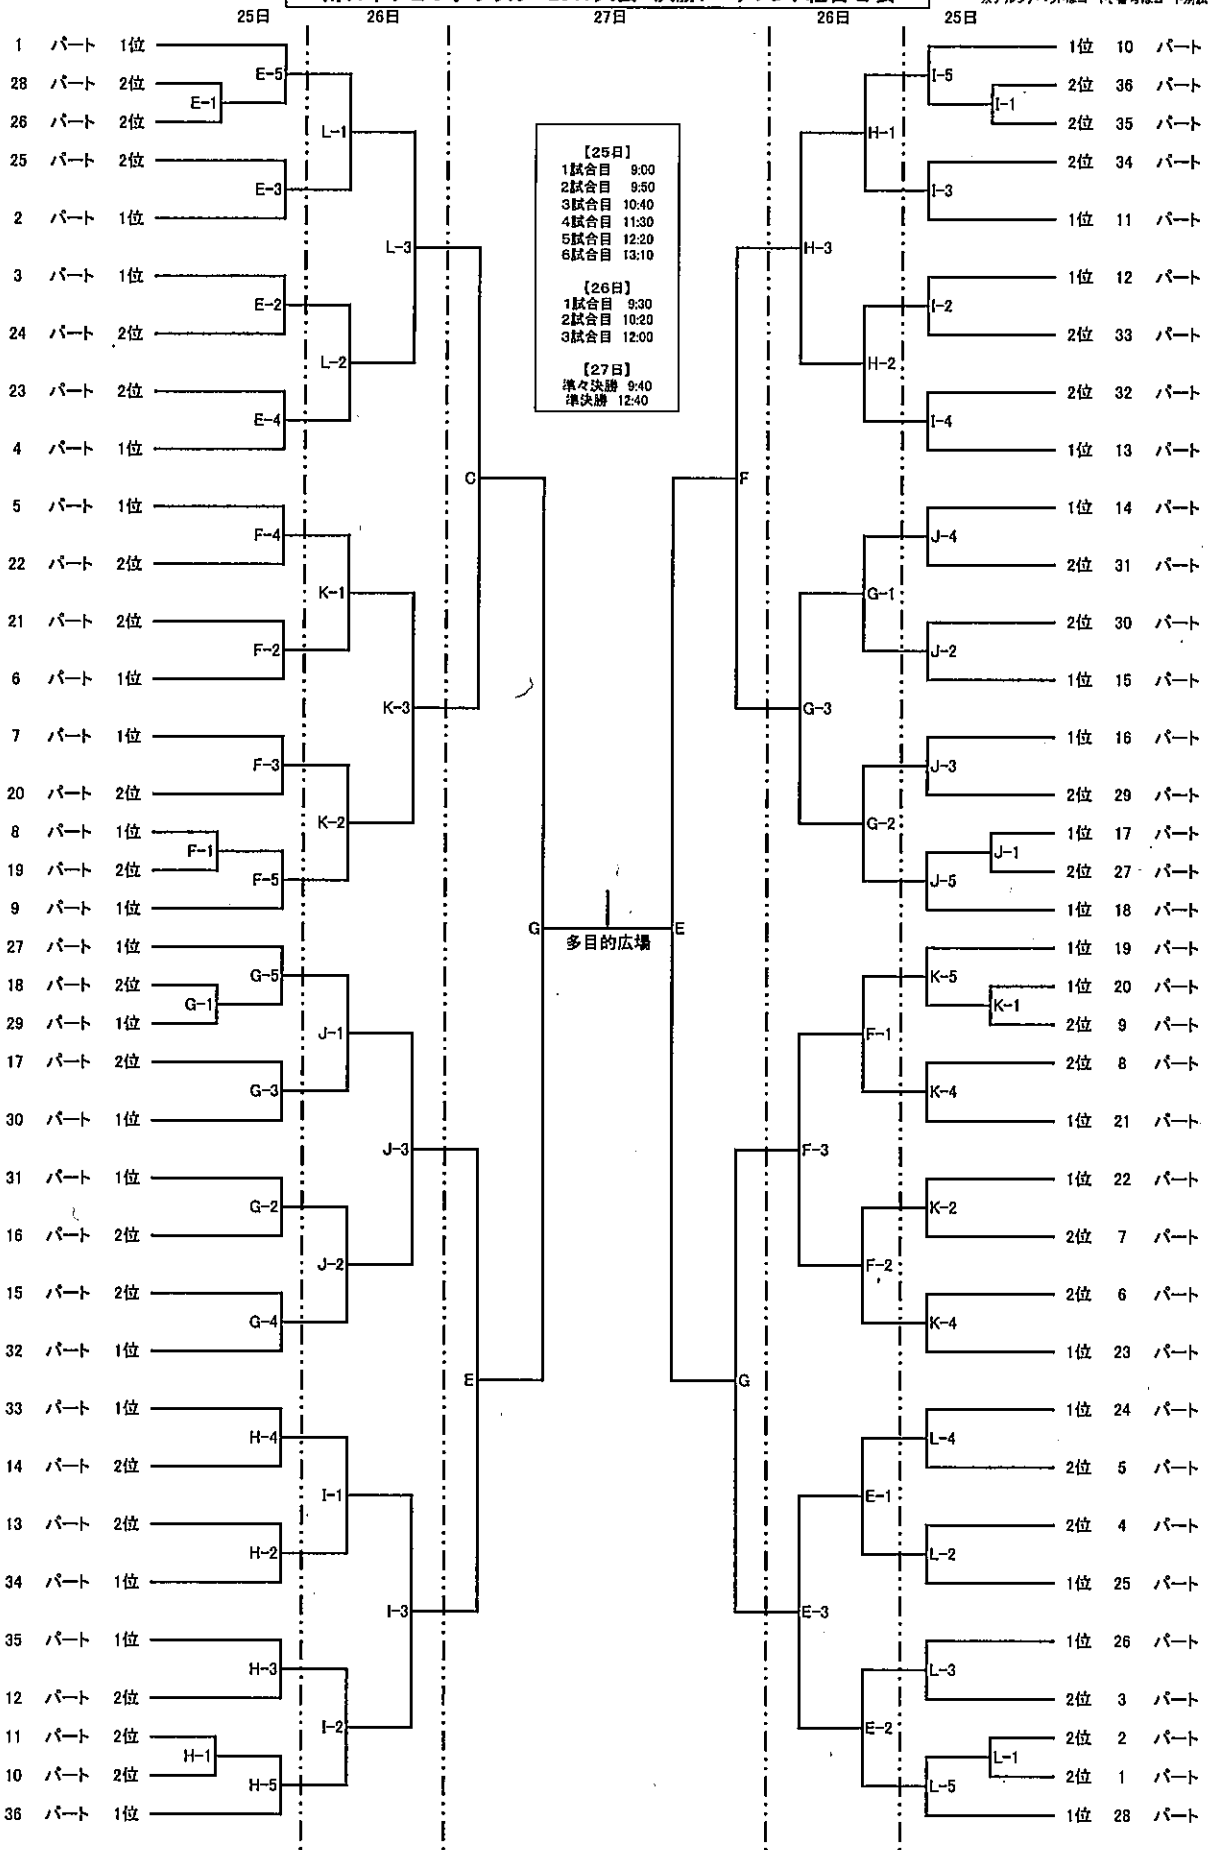 25日 26日 27日 26日 25日
1 パート 1位
28 パート 2位
26 パート 2位
25 パート 2位
2 パート 1位
3 パート 1位
24 パート 2位
23 パート 2位
4 パート 1位
5 パート 1位
22 パート 2位
21 パート 2位
6 パート 1位
7 パート 1位
20 パート 2位
8 パート 1位
19 パート 2位
9 パート 1位
27 パート 1位
18 パート 2位
29 パート 1位
17 パート 2位
30 パート 1位
31 パート 1位
16 パート 2位
15 パート 2位
32 パート 1位
33 パート 1位
14 パート 2位
13 パート 2位
34 パート 1位
35 パート 1位
12 パート 2位
11 パート 2位
10 パート 2位
36 パート 1位
E-5
E-1
E-3
E-2
E-4
F-4
F-2
F-3
F-1
F-5
G-5
G-1
G-3
G-2
G-4
H-4
H-2
H-3
H-1
H-5
L-1
L-2
K-1
K-2
J-1
J-2
I-1
I-2
L-3
K-3
J-3
I-3
C
E
G
【25日】
1試合目 9:00
2試合目 9:50
3試合目 10:40
4試合目 11:30
5試合目 12:20
6試合目 13:10
【26日】
1試合目 9:30
2試合目 10:20
3試合目 12:00
【27日】
準々決勝 9:40
準決勝 12:40
多目的広場
E
F
G
H-3
G-3
F-3
E-3
H-1
H-2
G-1
G-2
F-1
F-2
E-1
E-2
I-5
I-1
I-3
I-2
I-4
J-4
J-2
J-3
J-1
J-5
K-5
K-1
K-4
K-2
K-4
L-4
L-2
L-3
L-1
L-5
1位 10 パート
2位 36 パート
2位 35 パート
2位 34 パート
1位 11 パート
1位 12 パート
2位 33 パート
2位 32 パート
1位 13 パート
1位 14 パート
2位 31 パート
2位 30 パート
1位 15 パート
1位 16 パート
2位 29 パート
1位 17 パート
2位 27 パート
1位 18 パート
1位 19 パート
1位 20 パート
2位 9 パート
2位 8 パート
1位 21 パート
1位 22 パート
2位 7 パート
2位 6 パート
1位 23 パート
1位 24 パート
2位 5 パート
2位 4 パート
1位 25 パート
1位 26 パート
2位 3 パート
2位 2 パート
2位 1 パート
1位 28 パート